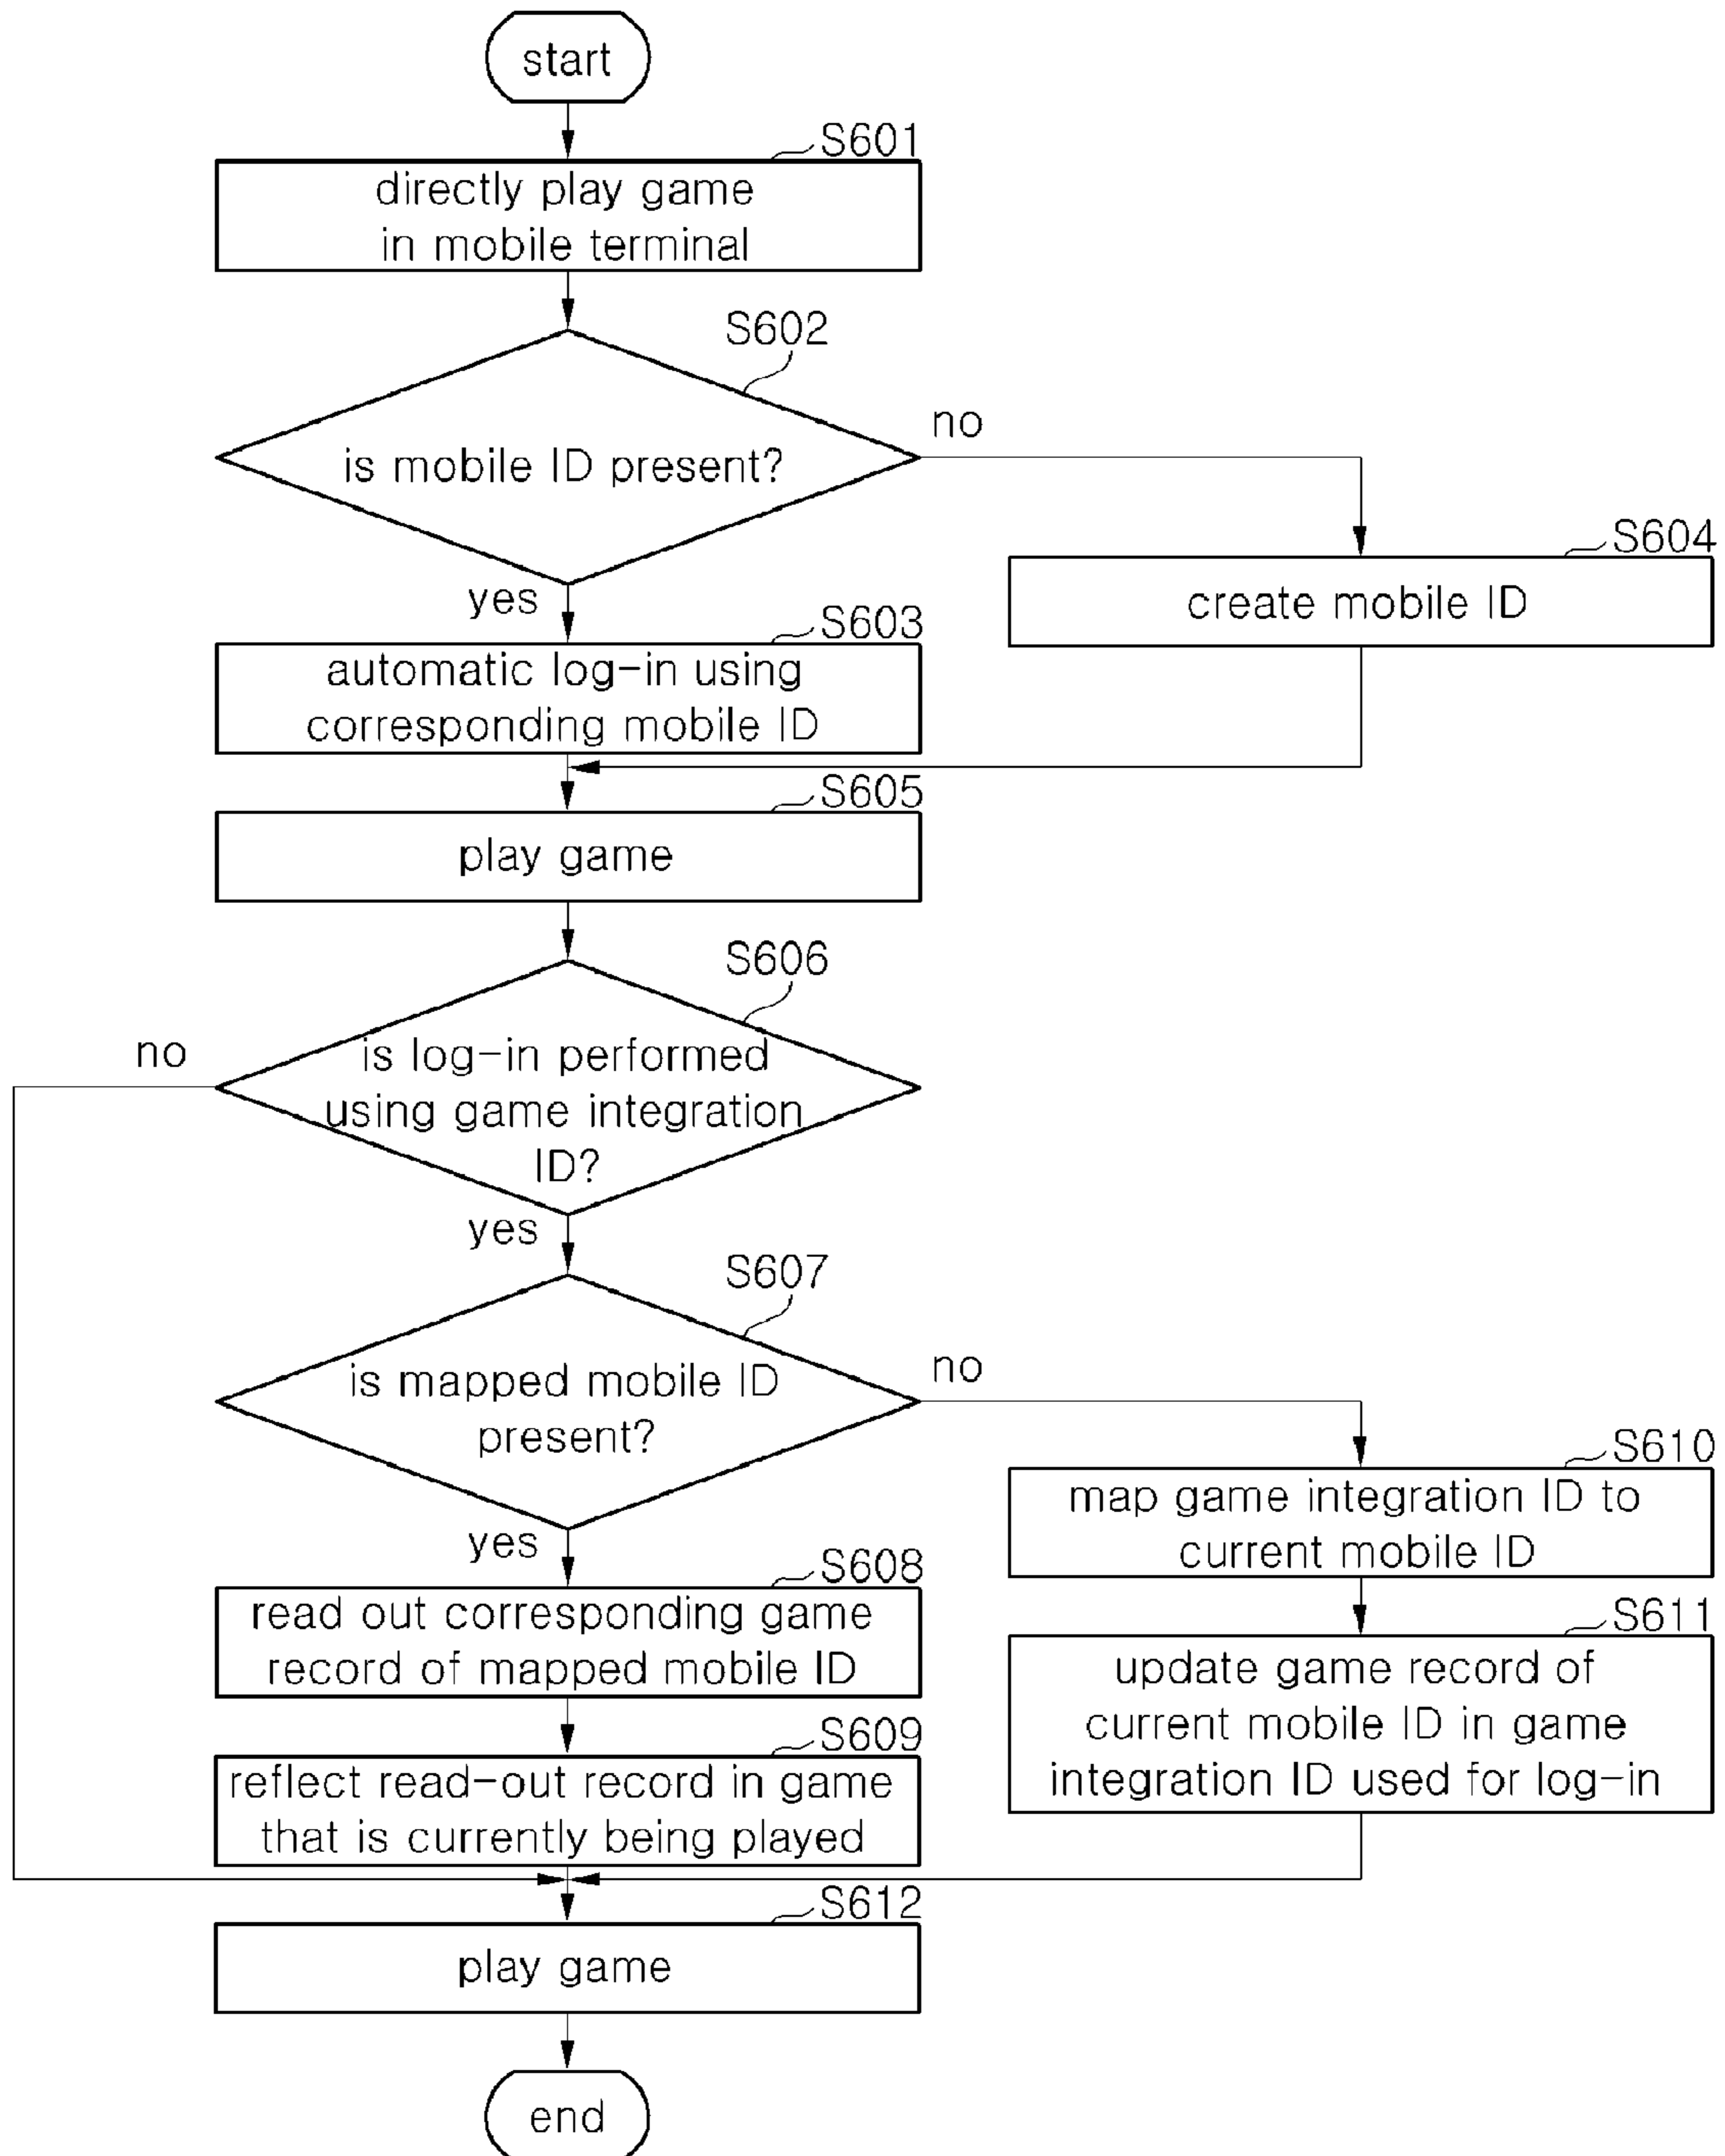 start
S601
directly play game
in mobile terminal
S602
is mobile ID present?
no
yes
S604
create mobile ID
S603
automatic log-in using
corresponding mobile ID
S605
play game
S606
is log-in performed
using game integration
ID?
no
yes
S607
is mapped mobile ID
present?
no
yes
S610
map game integration ID to
current mobile ID
S608
read out corresponding game
record of mapped mobile ID
S611
update game record of
current mobile ID in game
integration ID used for log-in
S609
reflect read-out record in game
that is currently being played
S612
play game
end